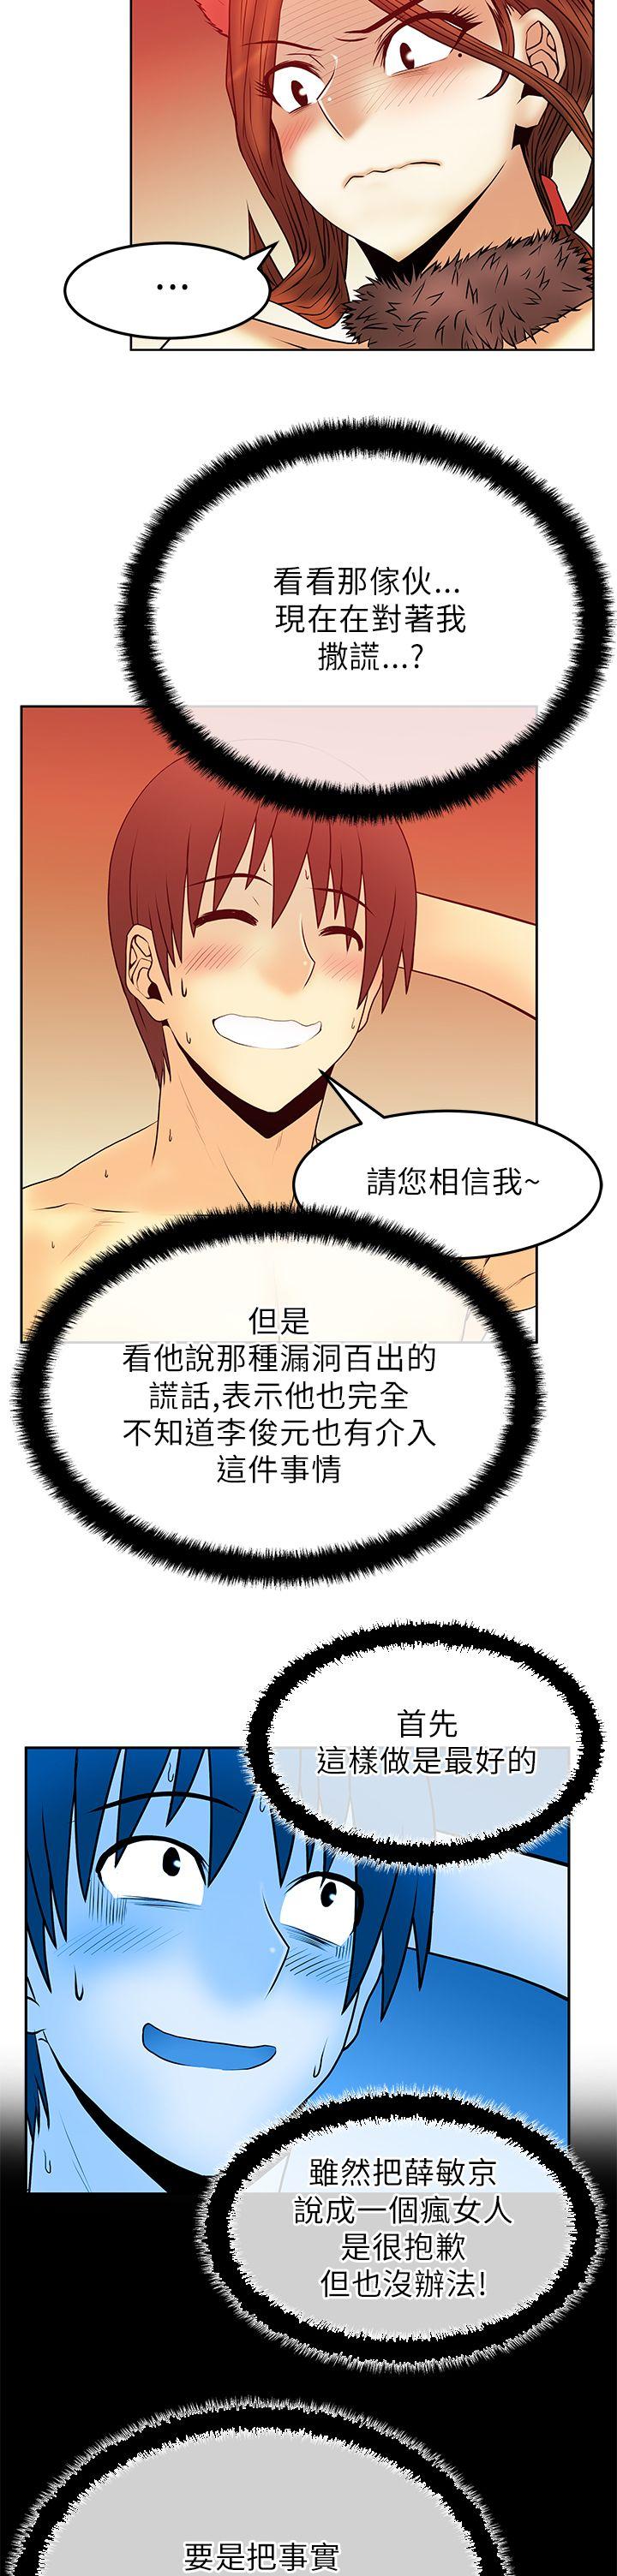 ...
看看那傢伙...
現在在對著我
撒謊...?
請您相信我~
但是
看他說那種漏洞百出的
謊話,表示他也完全
不知道李俊元也有介入
這件事情
首先
這樣做是最好的
雖然把薛敏京
說成一個瘋女人
是很抱歉
但也沒辦法!
要是把事實